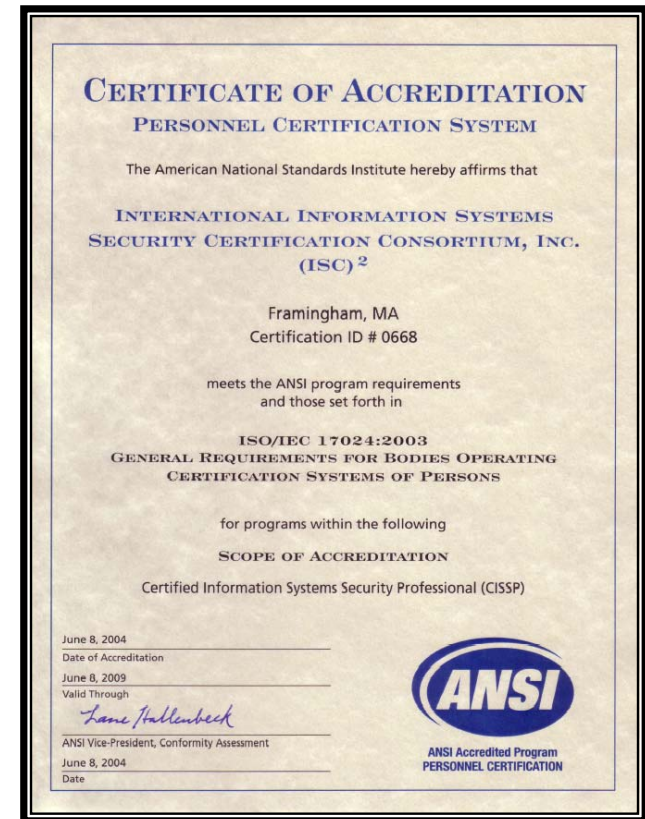 CERTIFICATE OF ACCREDITATION
PERSONNEL CERTIFICATION SYSTEM
The American National Standards Institute hereby affirms that
INTERNATIONAL INFORMATION SYSTEMS
SECURITY CERTIFICATION CONSORTIUM, INC.
(ISC)²
Framingham, MA
Certification ID # 0668
meets the ANSI program requirements
and those set forth in
ISO/IEC 17024:2003
GENERAL REQUIREMENTS FOR BODIES OPERATING
CERTIFICATION SYSTEMS OF PERSONS
for programs within the following
SCOPE OF ACCREDITATION
Certified Information Systems Security Professional (CISSP)
June 8, 2004
Date of Accreditation
June 8, 2009
Valid Through
Lane Hallenbeck
ANSI Vice-President, Conformity Assessment
June 8, 2004
Date
ANSI
ANSI Accredited Program
PERSONNEL CERTIFICATION